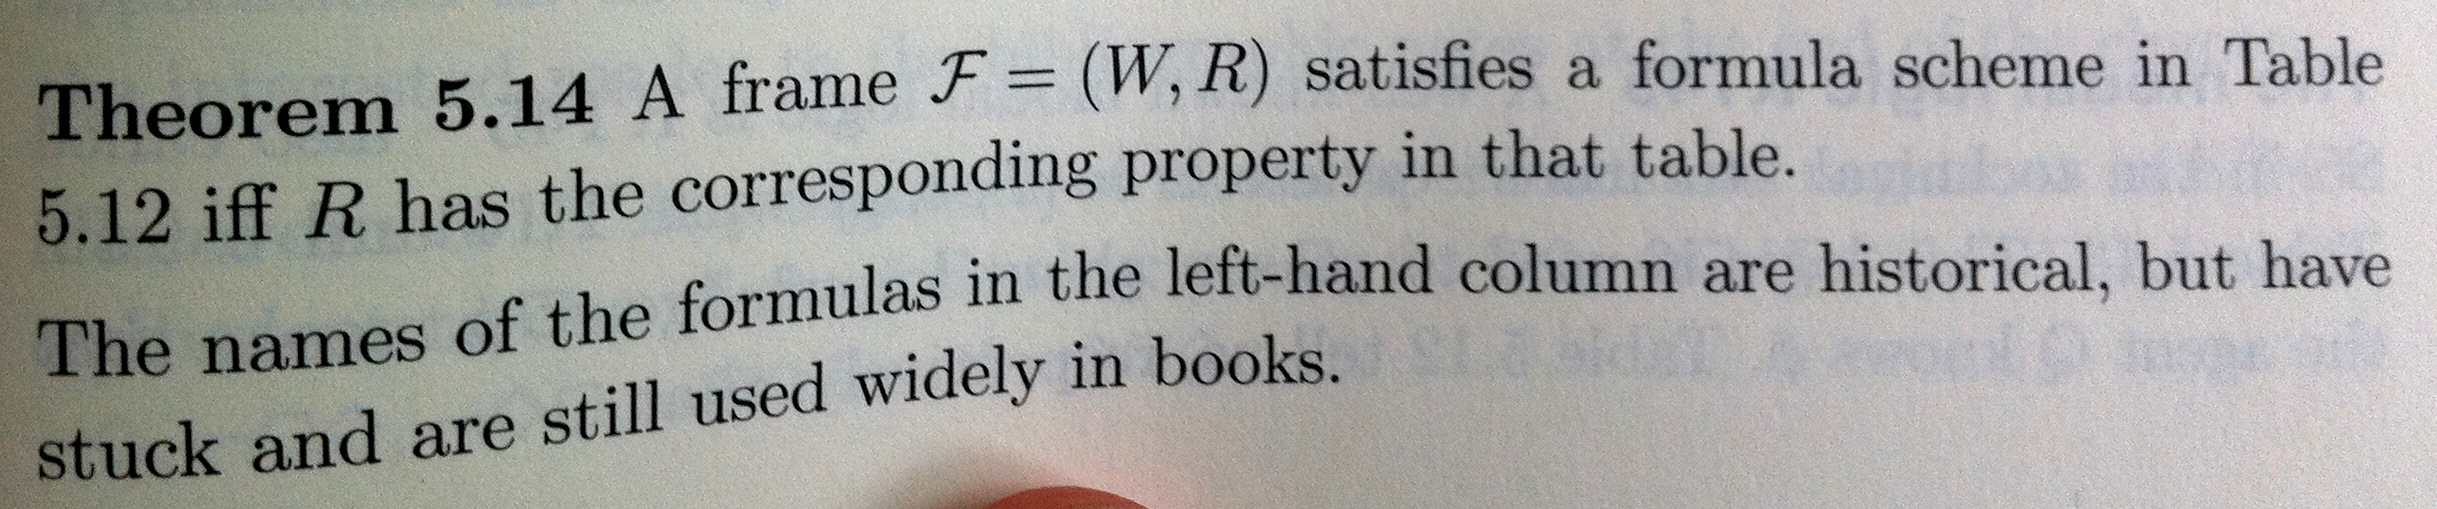 Theorem 5.14 A frame ℱ = (W, R) satisfies a formula scheme in Table
5.12 iff R has the corresponding property in that table.
The names of the formulas in the left-hand column are historical, but have
stuck and are still used widely in books.